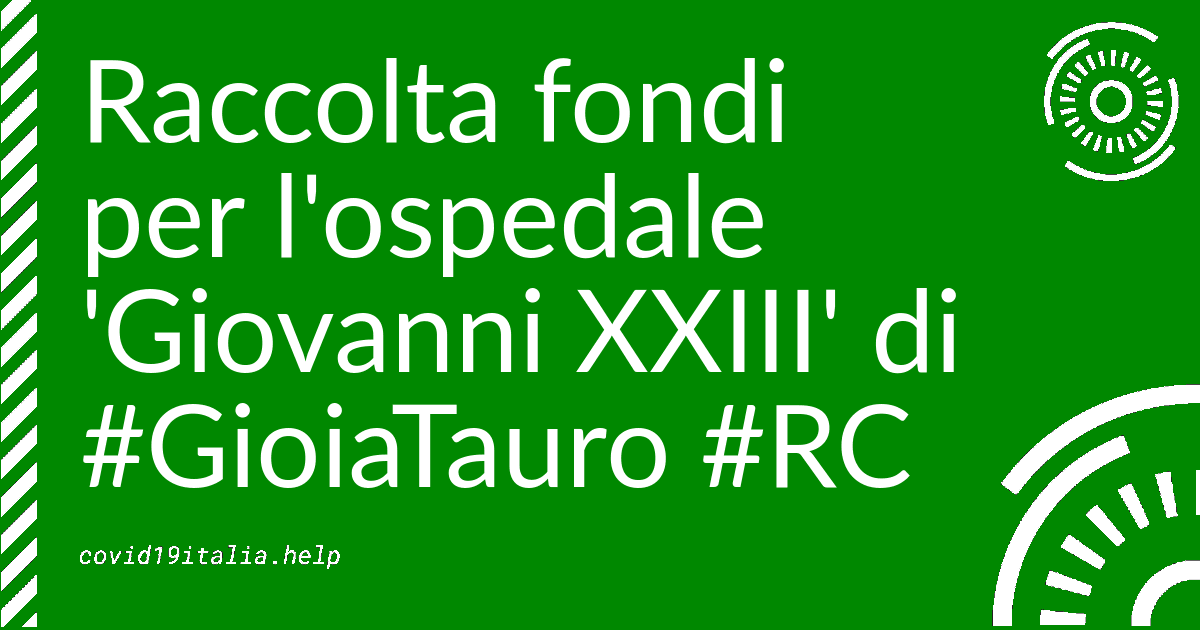 Raccolta fondi
per l'ospedale
'Giovanni XXIII' di
#GioiaTauro #RC
covid19italia.help